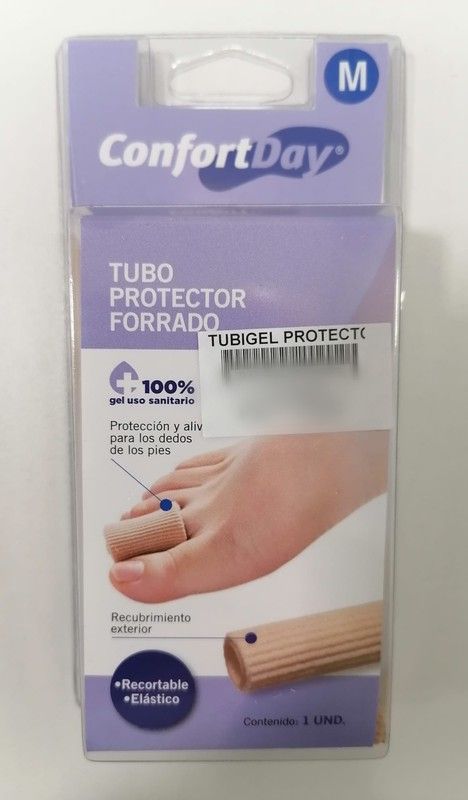 M
ConfortDay®
TUBO
PROTECTOR
FORRADO
TUBIGEL PROTECTO
100%
gel uso sanitario
Protección y
para los dedos
de los pies
Recubrimiento
exterior
•Recortable
•Elástico
Contenido: 1 UND.